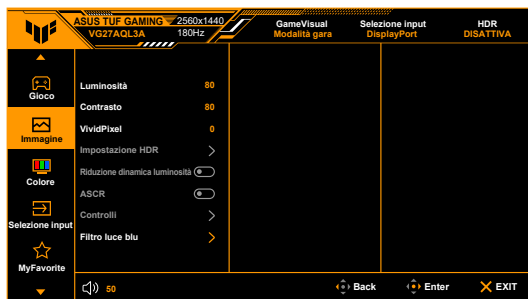 ASUS TUF GAMING 2560x1440
VG27AQL3A 180Hz
GameVisual
Modalità gara
Selezione input
DisplayPort
HDR
DISATTIVA
Gioco
Immagine
Colore
Selezione input
MyFavorite
Luminosità 80
Contrasto 80
VividPixel 0
Impostazione HDR
Riduzione dinamica luminosità
ASCR
Controlli
Filtro luce blu
50
Back
Enter
EXIT